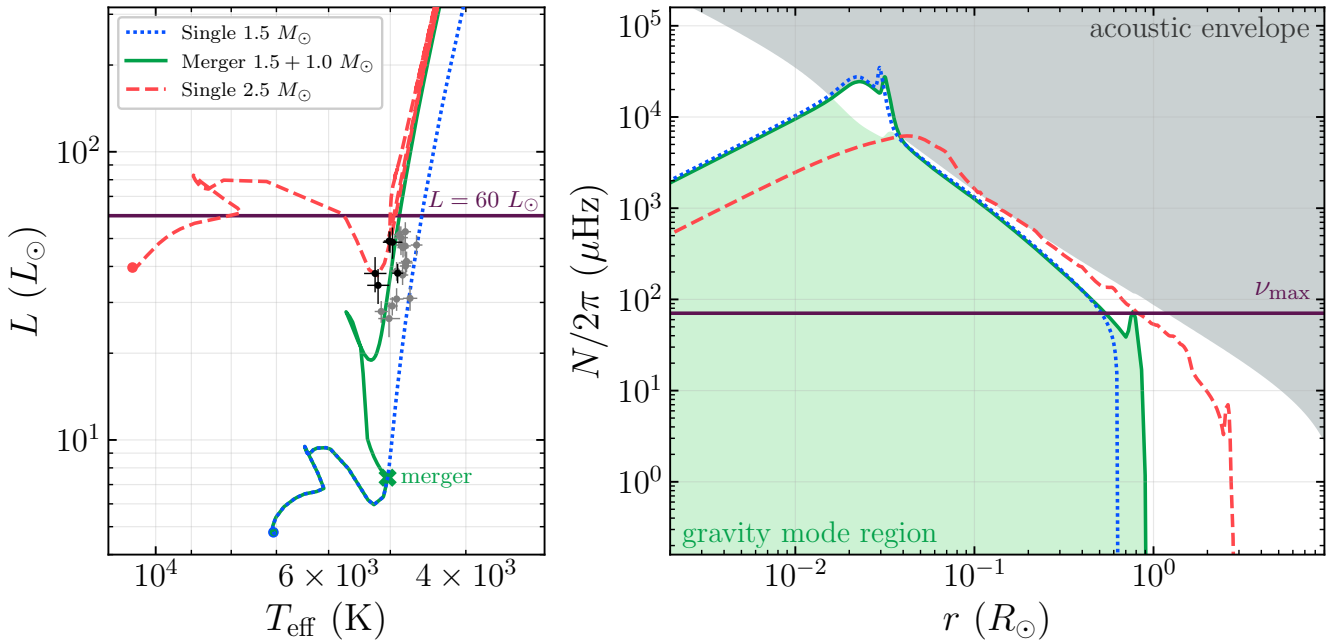 Single 1.5 M⊙
Merger 1.5 + 1.0 M⊙
Single 2.5 M⊙
L = 60 L⊙
merger
10²
10¹
L (L⊙)
10⁴
6 × 10³
4 × 10³
T_eff (K)
acoustic envelope
ν_max
gravity mode region
10⁵
10⁴
10³
10²
10¹
10⁰
N/2π (μHz)
10⁻²
10⁻¹
10⁰
r (R⊙)